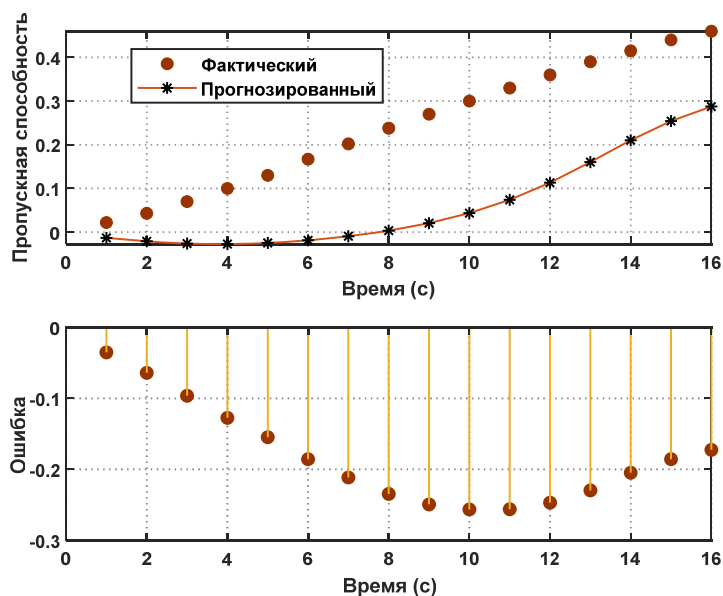 Пропускная способность
0.4
0.3
0.2
0.1
0
Фактический
Прогнозированный
0 2 4 6 8 10 12 14 16
Время (с)
Ошибка
0
-0.1
-0.2
-0.3
0 2 4 6 8 10 12 14 16
Время (с)